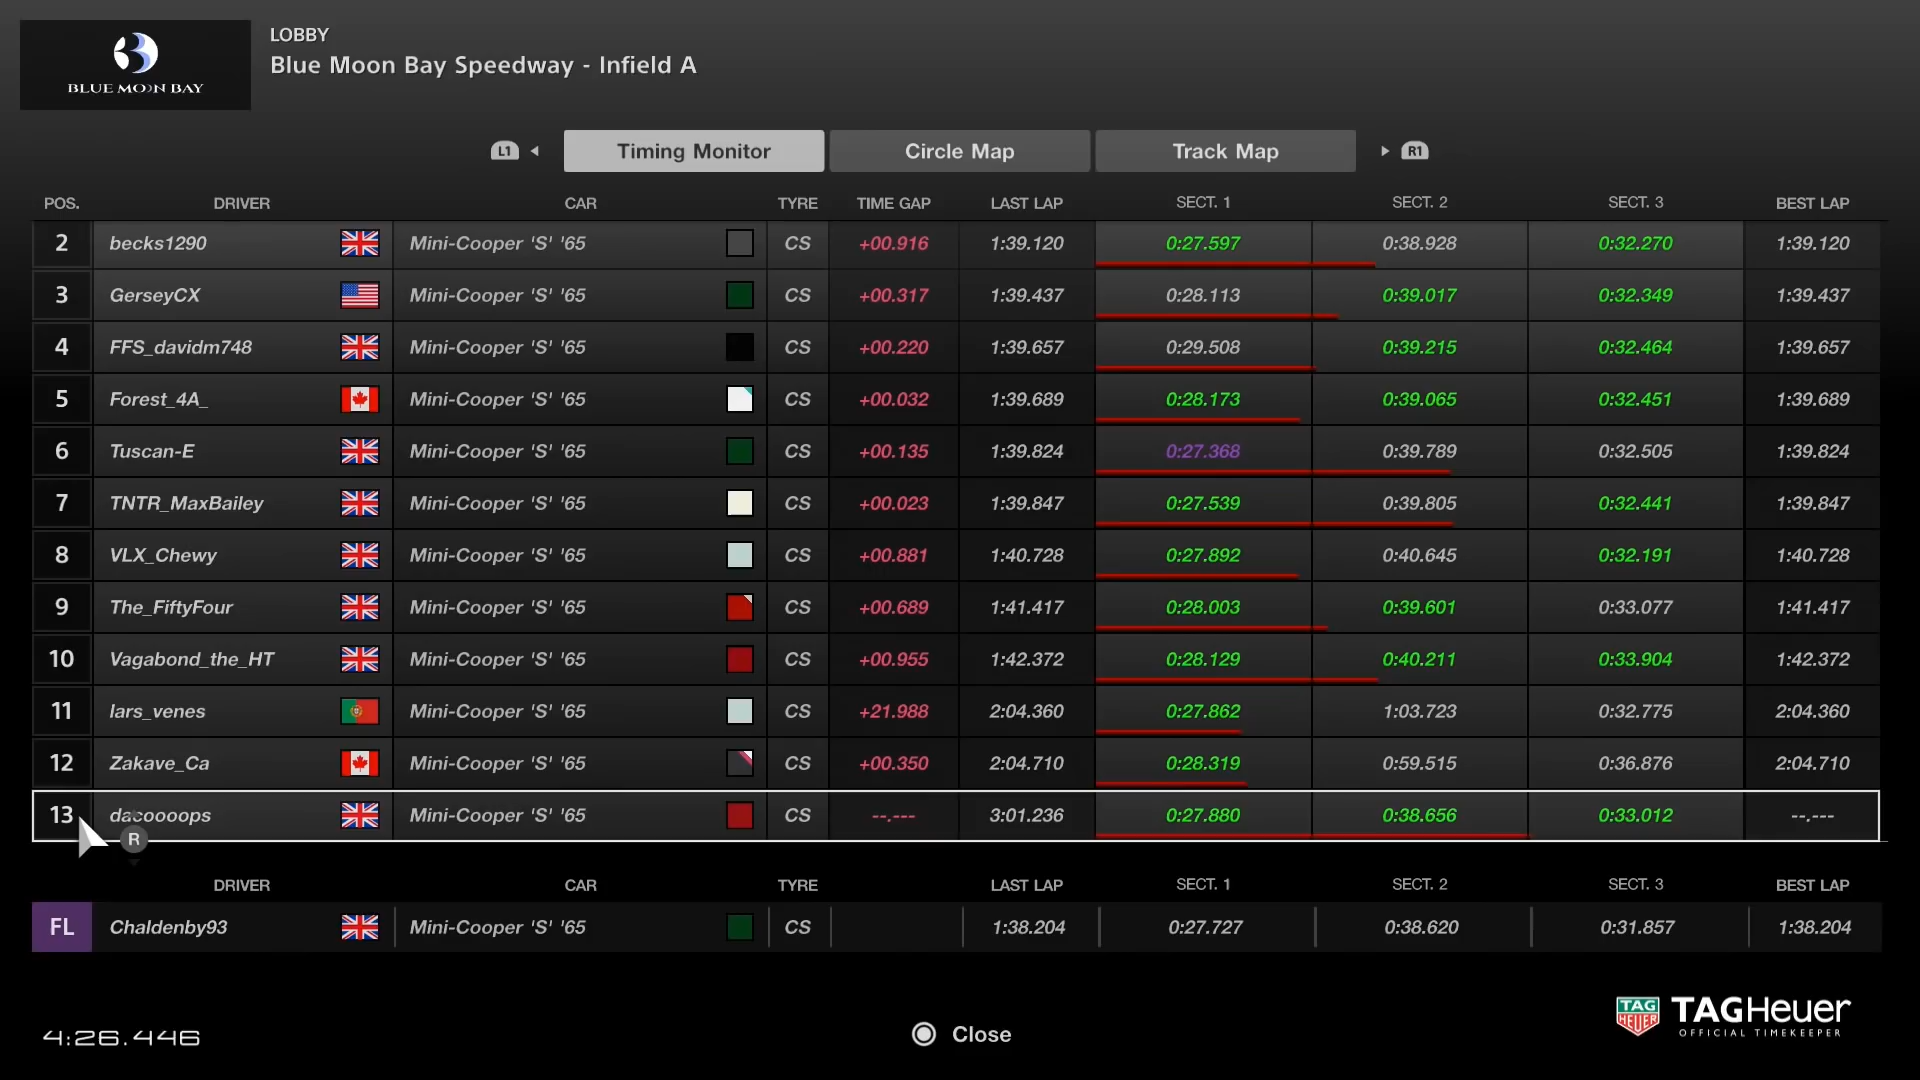 BLUE MOON BAY
LOBBY
Blue Moon Bay Speedway - Infield A
L1 Timing Monitor Circle Map Track Map R1
POS. DRIVER CAR TYRE TIME GAP LAST LAP SECT. 1 SECT. 2 SECT. 3 BEST LAP
2 becks1290 Mini-Cooper 'S' '65 CS +00.916 1:39.120 0:27.597 0:38.928 0:32.270 1:39.120
3 GerseyCX Mini-Cooper 'S' '65 CS +00.317 1:39.437 0:28.113 0:39.017 0:32.349 1:39.437
4 FFS_davidm748 Mini-Cooper 'S' '65 CS +00.220 1:39.657 0:29.508 0:39.215 0:32.464 1:39.657
5 Forest_4A_ Mini-Cooper 'S' '65 CS +00.032 1:39.689 0:28.173 0:39.065 0:32.451 1:39.689
6 Tuscan-E Mini-Cooper 'S' '65 CS +00.135 1:39.824 0:27.368 0:39.789 0:32.505 1:39.824
7 TNTR_MaxBailey Mini-Cooper 'S' '65 CS +00.023 1:39.847 0:27.539 0:39.805 0:32.441 1:39.847
8 VLX_Chewy Mini-Cooper 'S' '65 CS +00.881 1:40.728 0:27.892 0:40.645 0:32.191 1:40.728
9 The_FiftyFour Mini-Cooper 'S' '65 CS +00.689 1:41.417 0:28.003 0:39.601 0:33.077 1:41.417
10 Vagabond_the_HT Mini-Cooper 'S' '65 CS +00.955 1:42.372 0:28.129 0:40.211 0:33.904 1:42.372
11 lars_venes Mini-Cooper 'S' '65 CS +21.988 2:04.360 0:27.862 1:03.723 0:32.775 2:04.360
12 Zakave_Ca Mini-Cooper 'S' '65 CS +00.350 2:04.710 0:28.319 0:59.515 0:36.876 2:04.710
13 dacoooops Mini-Cooper 'S' '65 CS --.--- 3:01.236 0:27.880 0:38.656 0:33.012 --.---
R
DRIVER CAR TYRE LAST LAP SECT. 1 SECT. 2 SECT. 3 BEST LAP
FL Chaldenby93 Mini-Cooper 'S' '65 CS 1:38.204 0:27.727 0:38.620 0:31.857 1:38.204
4:26.446
Close
TAG HEUER
TAGHeuer
OFFICIAL TIMEKEEPER